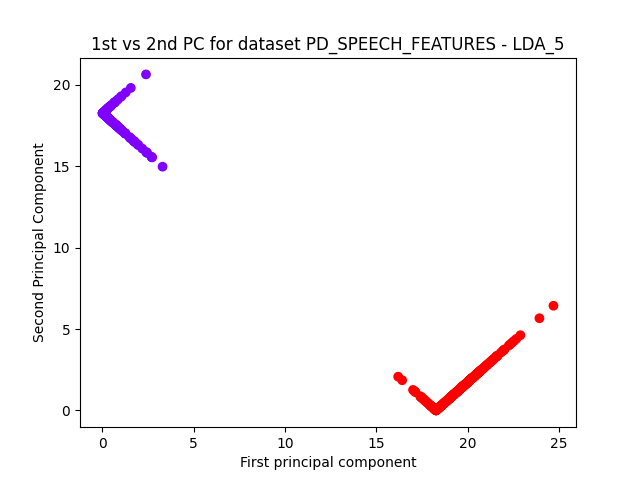 1st vs 2nd PC for dataset PD_SPEECH_FEATURES - LDA_5
Second Principal Component
20
15
10
5
0
0 5 10 15 20 25
First principal component